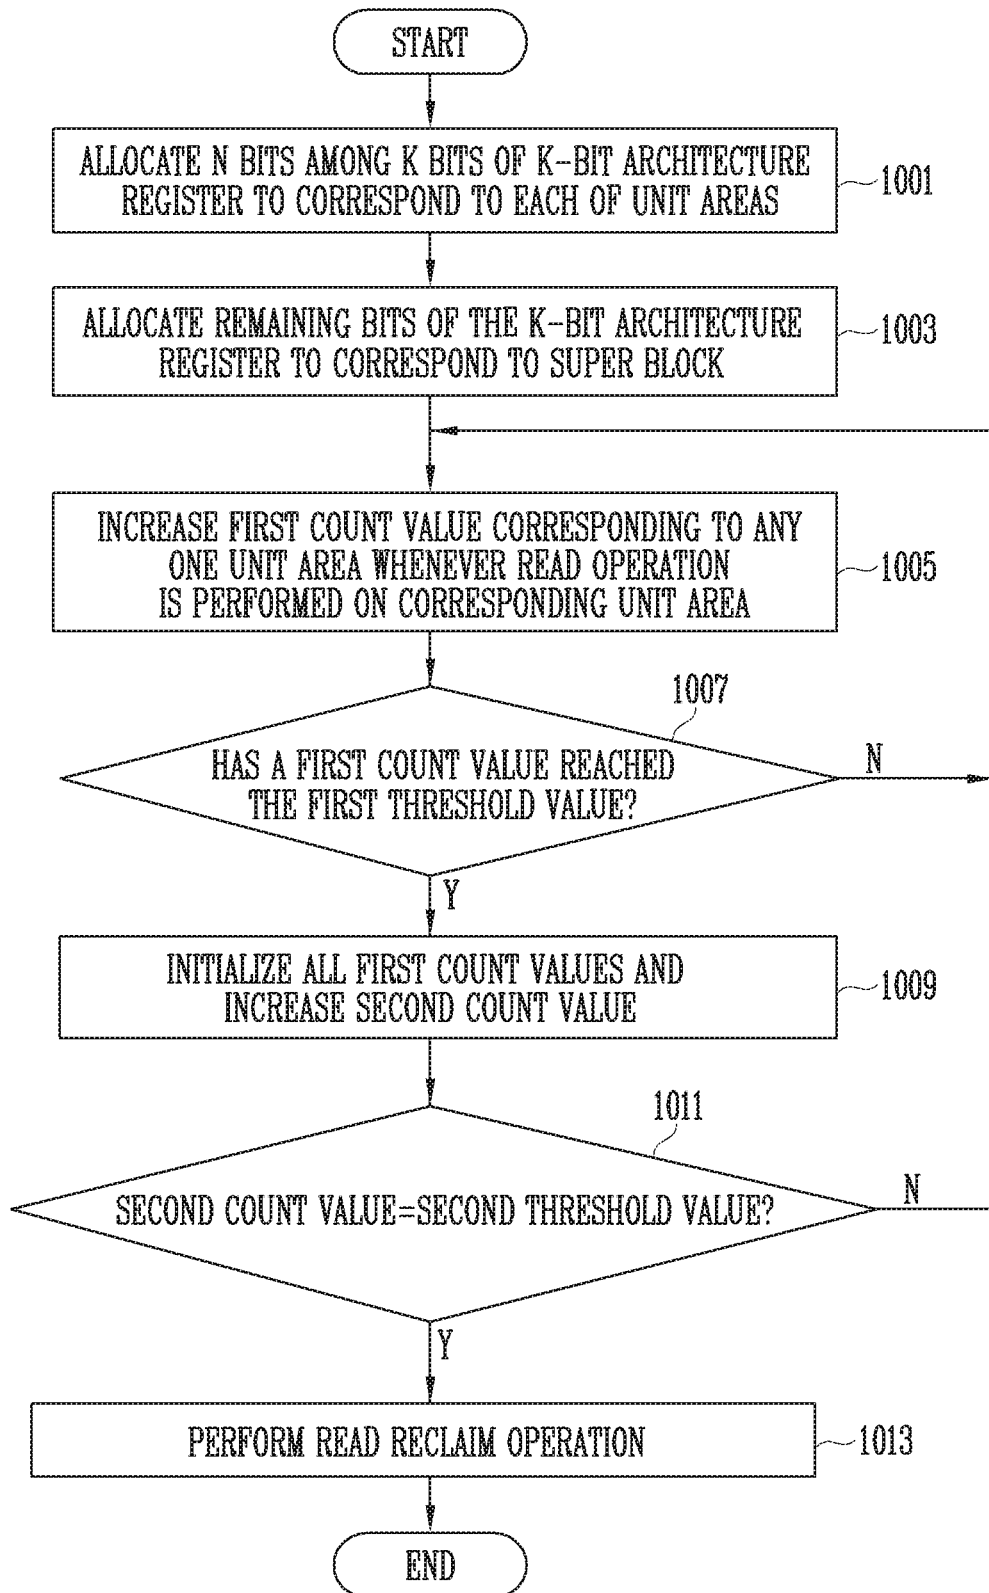 START
ALLOCATE N BITS AMONG K BITS OF K-BIT ARCHITECTURE
REGISTER TO CORRESPOND TO EACH OF UNIT AREAS
1001
ALLOCATE REMAINING BITS OF THE K-BIT ARCHITECTURE
REGISTER TO CORRESPOND TO SUPER BLOCK
1003
INCREASE FIRST COUNT VALUE CORRESPONDING TO ANY
ONE UNIT AREA WHENEVER READ OPERATION
IS PERFORMED ON CORRESPONDING UNIT AREA
1005
1007
HAS A FIRST COUNT VALUE REACHED
THE FIRST THRESHOLD VALUE?
N
Y
INITIALIZE ALL FIRST COUNT VALUES AND
INCREASE SECOND COUNT VALUE
1009
1011
SECOND COUNT VALUE=SECOND THRESHOLD VALUE?
N
Y
PERFORM READ RECLAIM OPERATION
1013
END